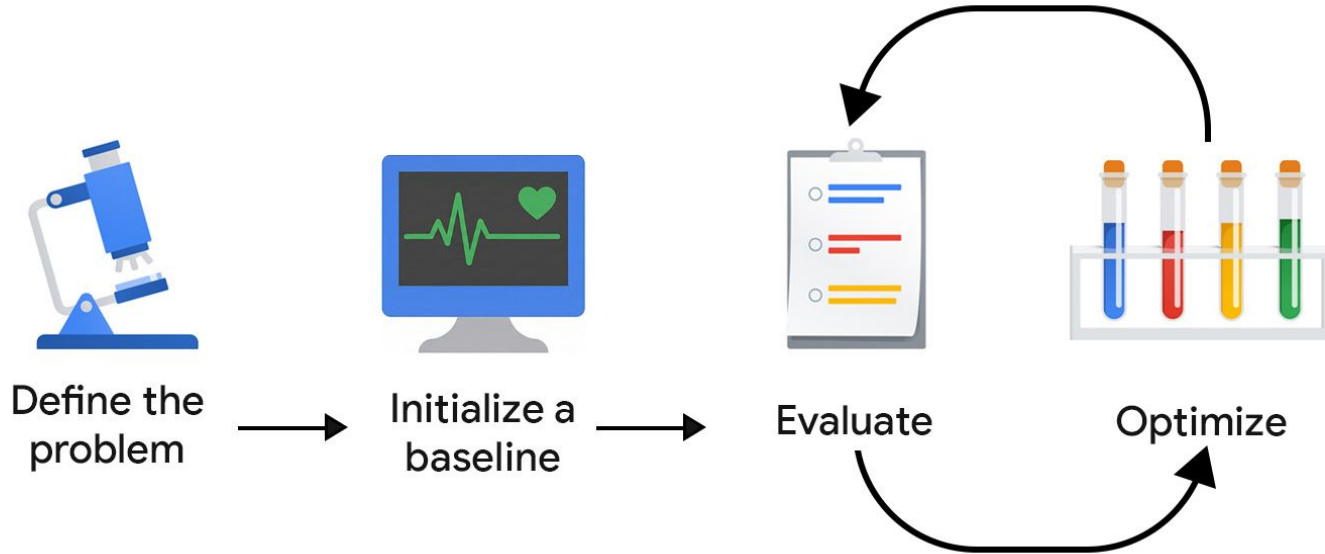 Define the
problem
Initialize a
baseline
Evaluate
Optimize